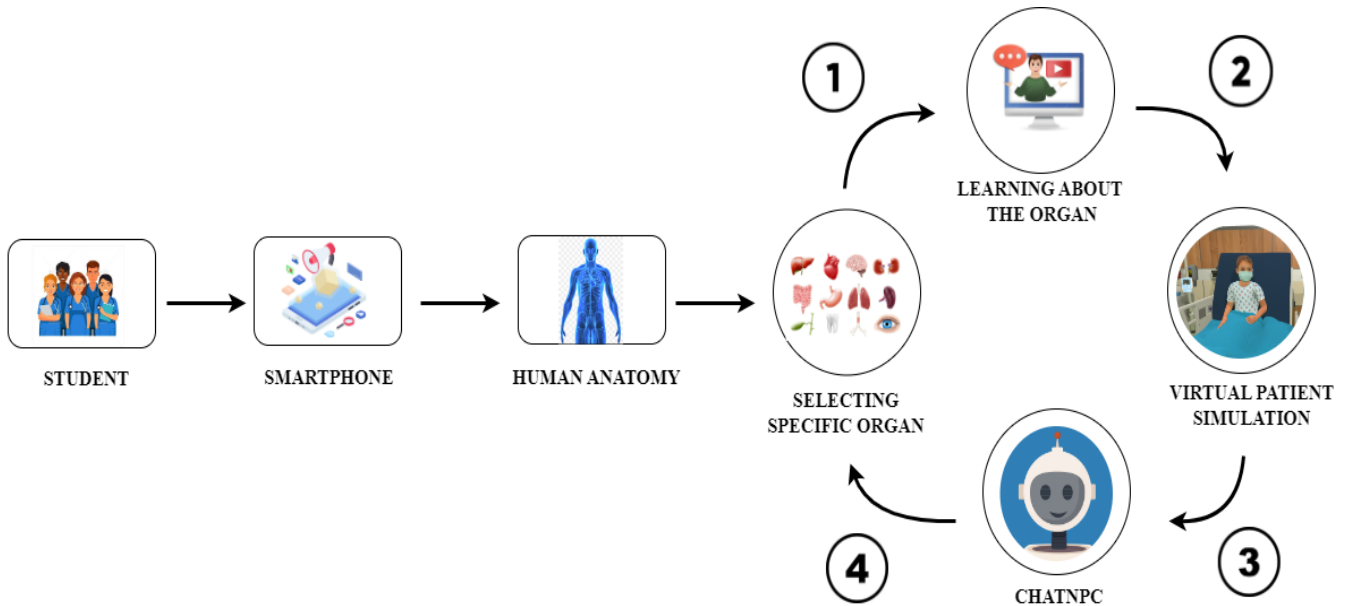 STUDENT
SMARTPHONE
HUMAN ANATOMY
SELECTING
SPECIFIC ORGAN
1
LEARNING ABOUT
THE ORGAN
2
VIRTUAL PATIENT
SIMULATION
3
CHATNPC
4